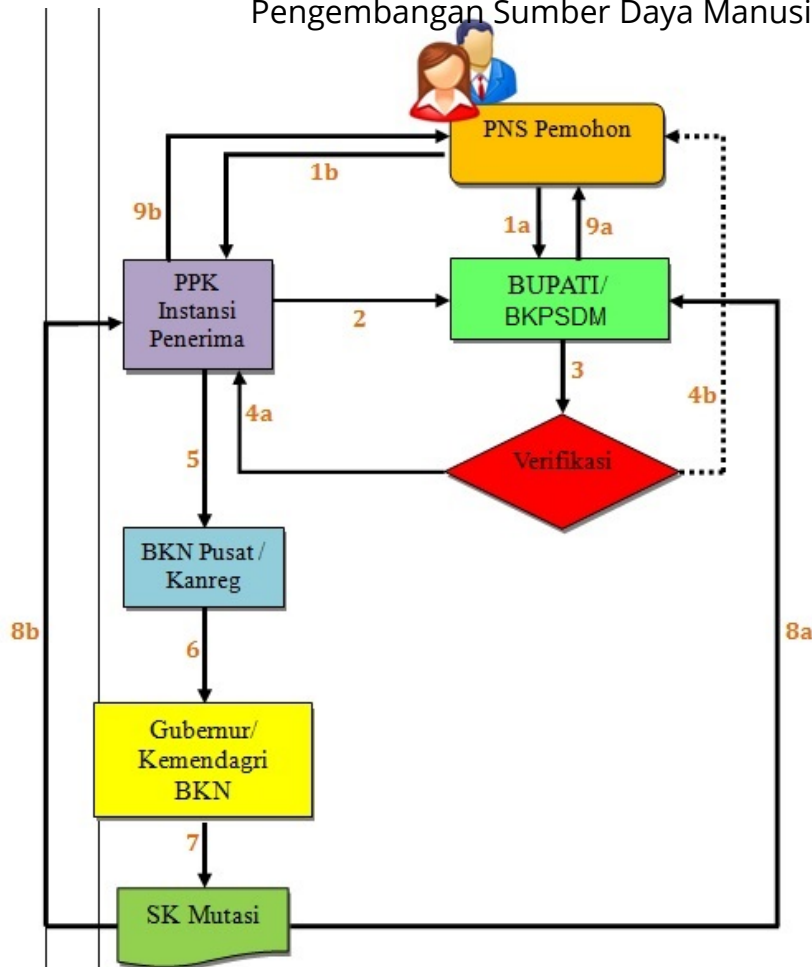 Pengembangan Sumber Daya Manusi
PNS Pemohon
1b
9b
1a
9a
PPK
Instansi
Penerima
BUPATI/
BKPSDM
2
3
4b
4a
Verifikasi
5
BKN Pusat /
Kanreg
8b
8a
6
Gubernur/
Kemendagri
BKN
7
SK Mutasi